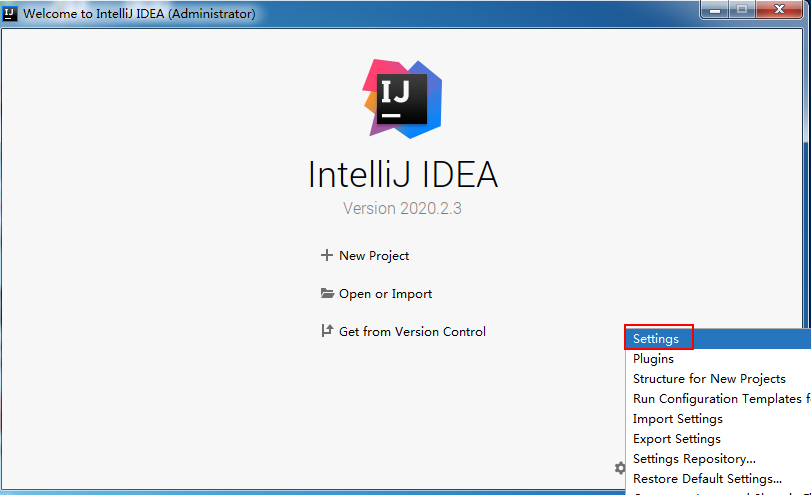 IJ Welcome to IntelliJ IDEA (Administrator)
IJ
IntelliJ IDEA
Version 2020.2.3
New Project
Open or Import
Get from Version Control
Settings
Plugins
Structure for New Projects
Run Configuration Templates
Import Settings
Export Settings
Settings Repository...
Restore Default Settings...